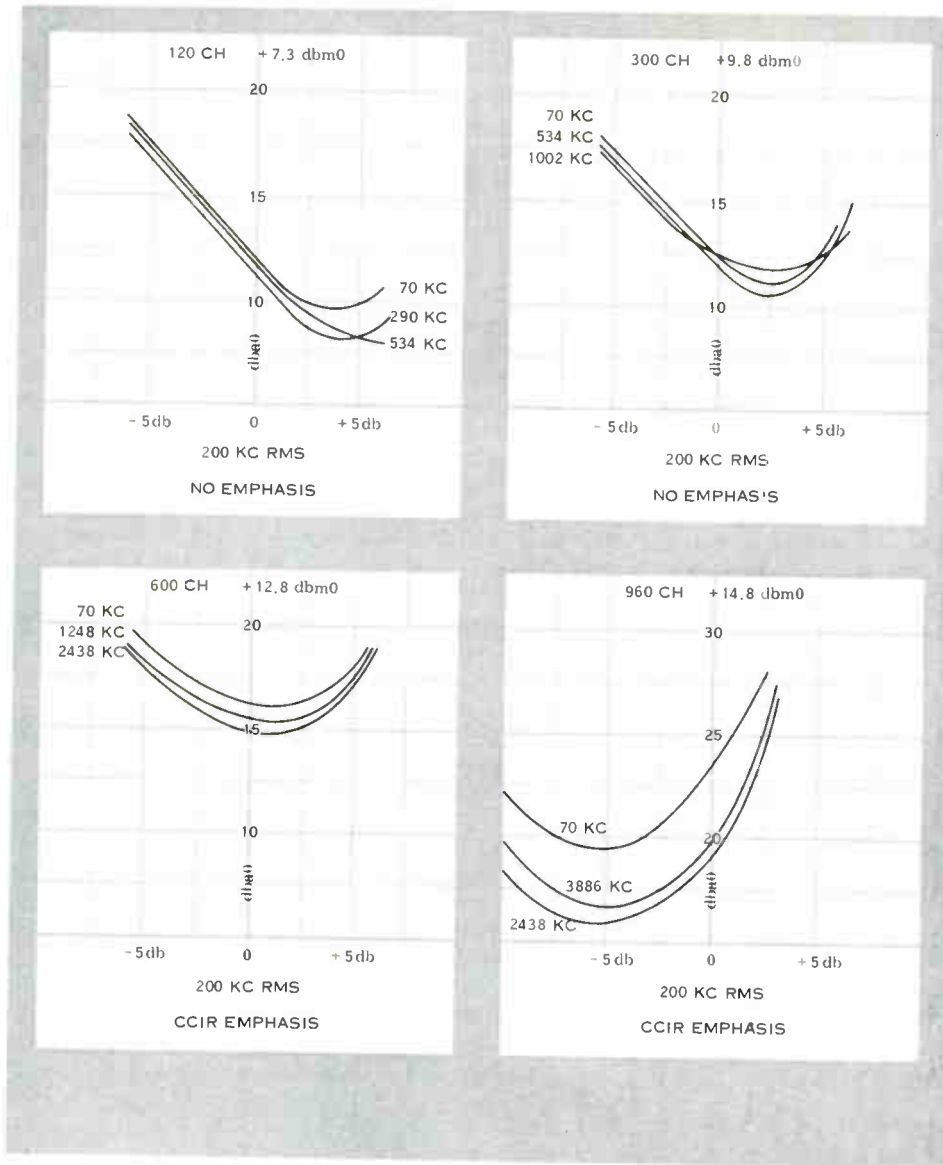 120 CH +7.3 dbm0
20
15
10
dba0
70 KC
290 KC
534 KC
- 5db 0 +5db
200 KC RMS
NO EMPHASIS
300 CH +9.8 dbm0
20
70 KC
534 KC
1002 KC
15
10
dba0
- 5db 0 +5db
200 KC RMS
NO EMPHAS'S
600 CH +12.8 dbm0
70 KC
1248 KC
2438 KC
20
15
10
dba0
- 5db 0 +5db
200 KC RMS
CCIR EMPHASIS
960 CH +14.8 dbm0
30
25
70 KC
20
3886 KC
dba0
2438 KC
- 5db 0 +5db
200 KC RMS
CCIR EMPHASIS